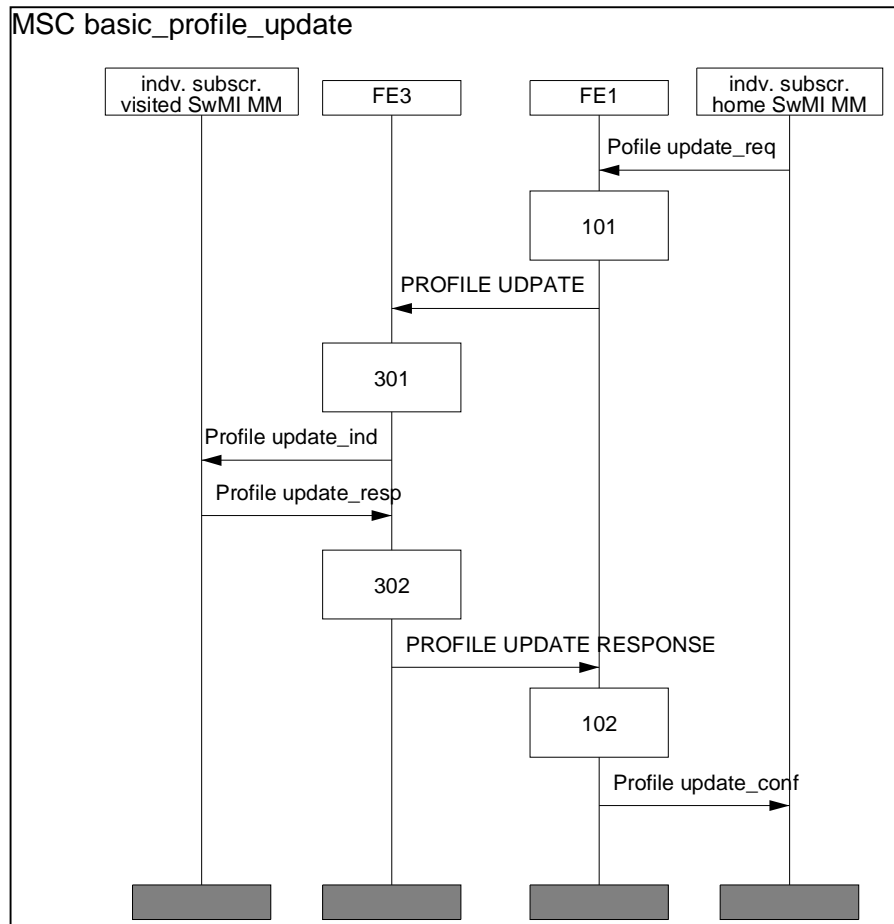 MSC basic_profile_update
indv. subscr.
visited SwMI MM
FE3
FE1
indv. subscr.
home SwMI MM
Pofile update_req
101
PROFILE UDPATE
301
Profile update_ind
Profile update_resp
302
PROFILE UPDATE RESPONSE
102
Profile update_conf